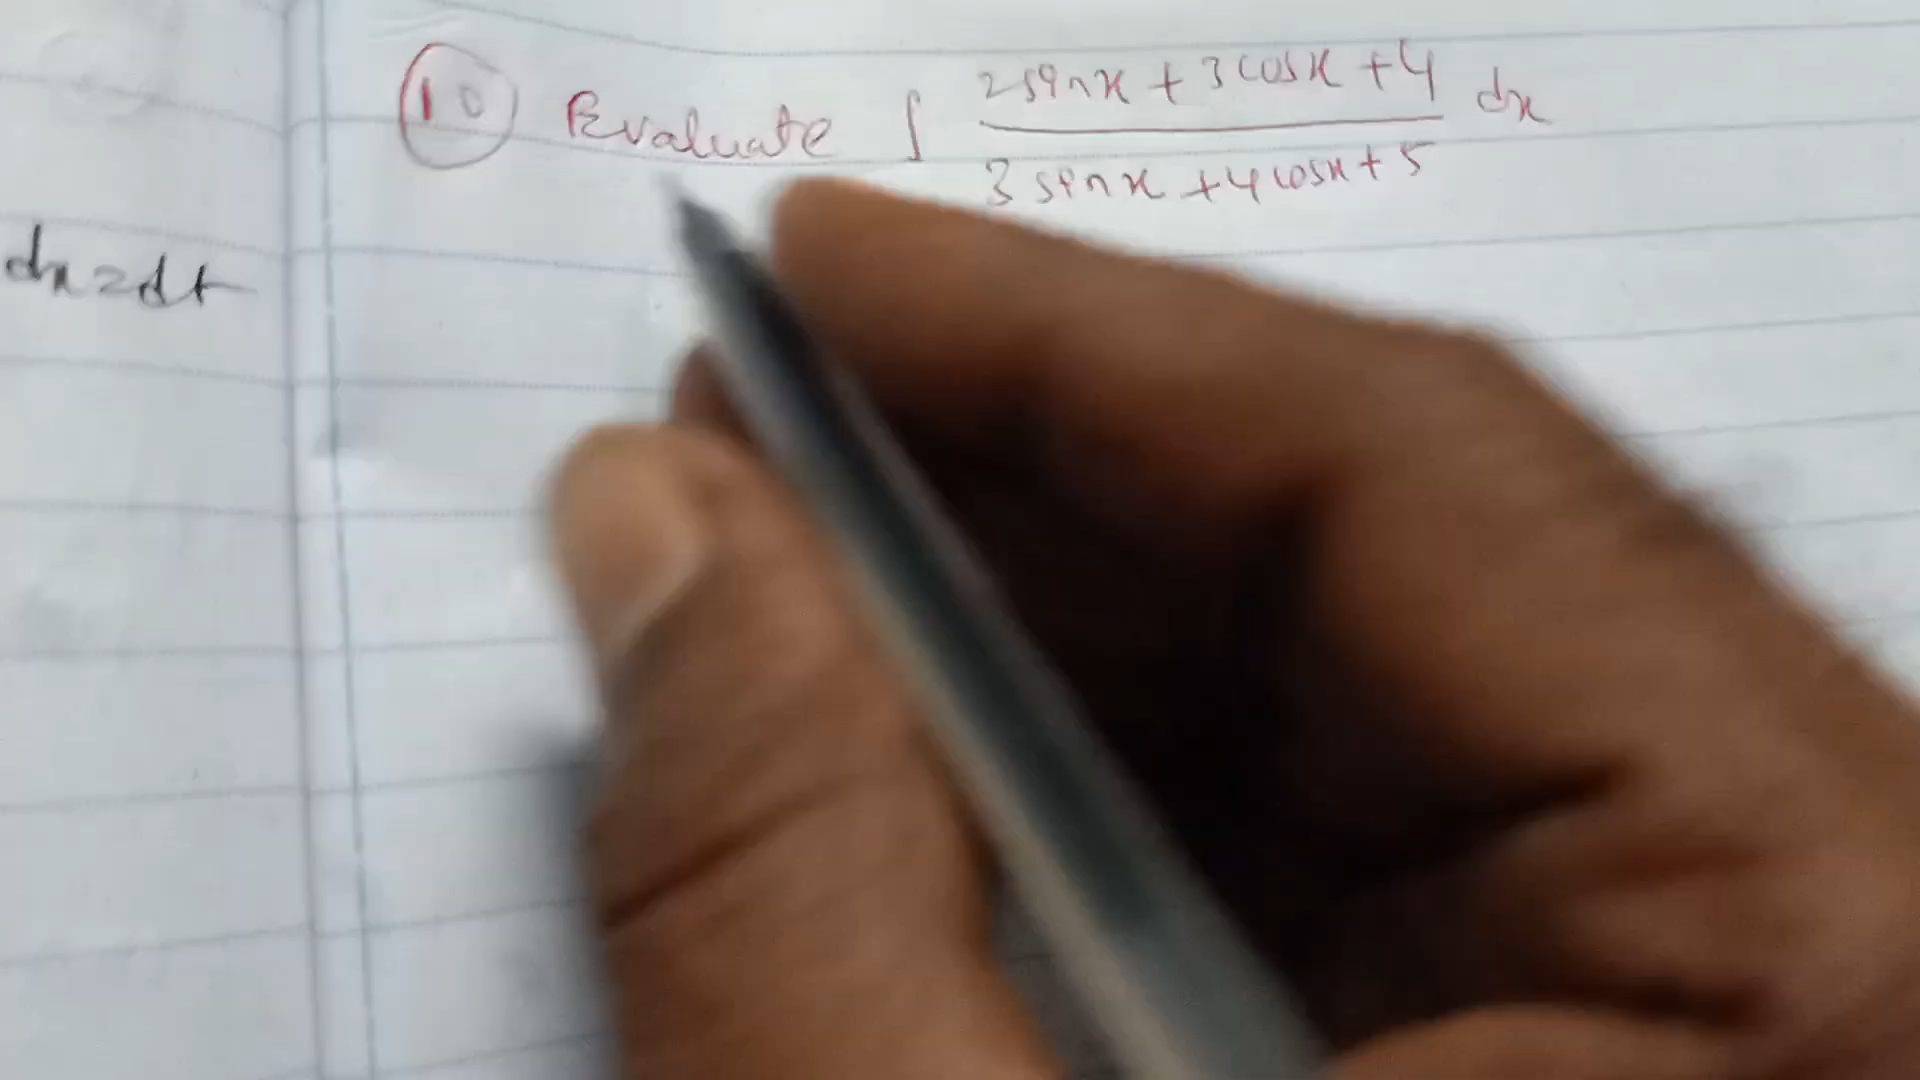 10 Evaluate ∫ 2sinx + 3cosx + 4 dx
3sinx + 4cosx + 5
dx=dt